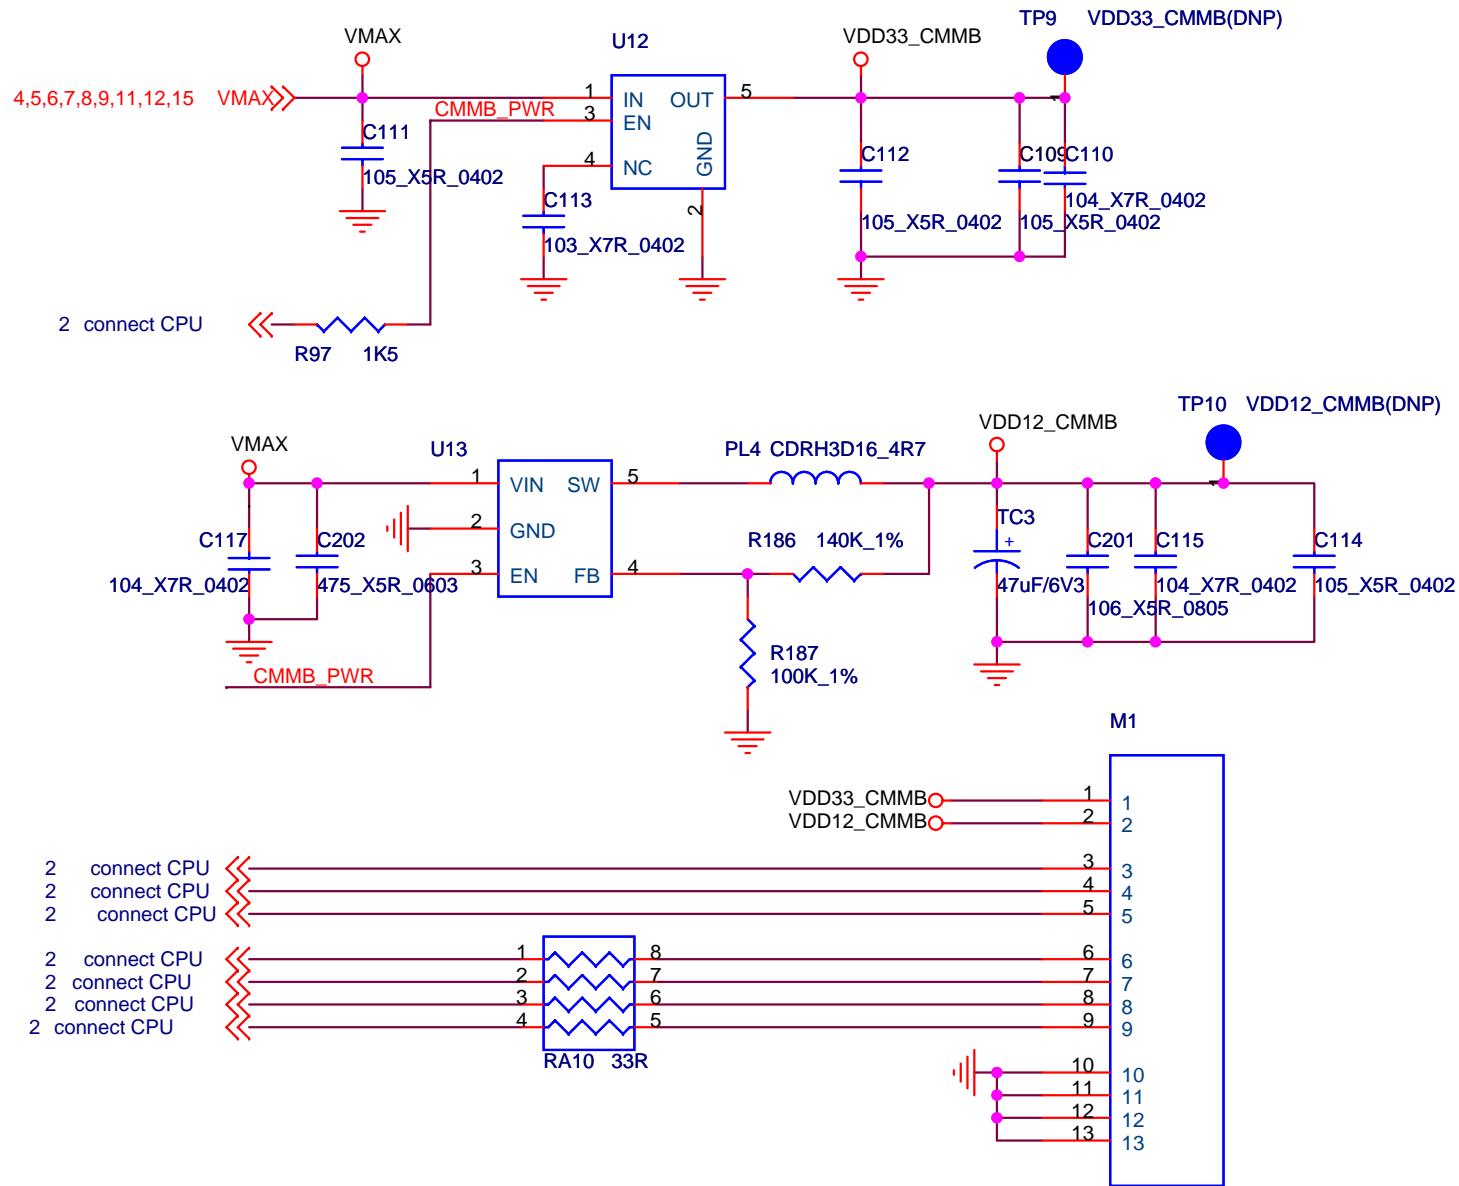 TP9 VDD33_CMMB(DNP)
VMAX
U12
VDD33_CMMB
4,5,6,7,8,9,11,12,15 VMAX
1 IN OUT 5
CMMB_PWR 3 EN
4 NC GND
2
1
C111
105_X5R_0402
C113
103_X7R_0402
C112
105_X5R_0402
C109
105_X5R_0402
C110
104_X7R_0402
2 connect CPU
R97 1K5
TP10 VDD12_CMMB(DNP)
VMAX
U13
PL4 CDRH3D16_4R7
VDD12_CMMB
1 VIN SW 5
2 GND
3 EN FB 4
1
C117
104_X7R_0402
C202
475_X5R_0603
R186 140K_1%
TC3
+
47uF/6V3
C201
106_X5R_0805
C115
104_X7R_0402
C114
105_X5R_0402
R187
100K_1%
CMMB_PWR
M1
VDD33_CMMB 1 1
VDD12_CMMB 2 2
2 connect CPU 3 3
2 connect CPU 4 4
2 connect CPU 5 5
2 connect CPU 1 8 6 6
2 connect CPU 2 7 7 7
2 connect CPU 3 6 8 8
2 connect CPU 4 5 9 9
RA10 33R
10 10
11 11
12 12
13 13